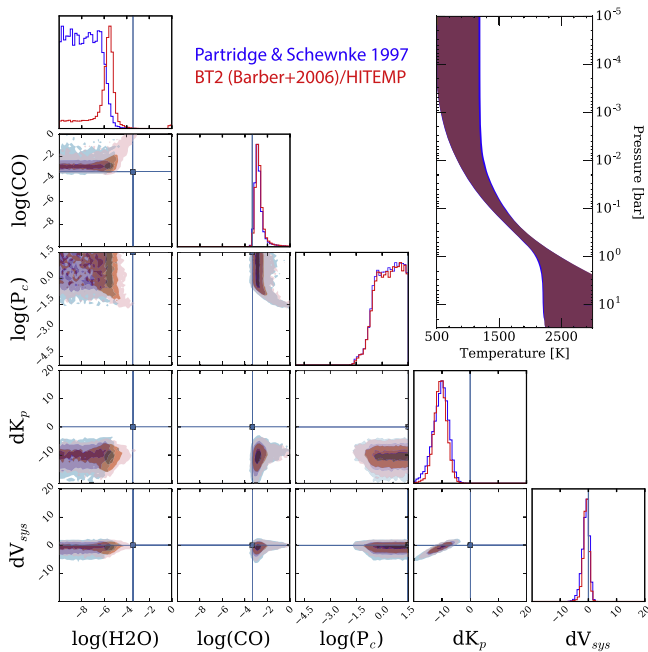 Partridge & Schewnke 1997
BT2 (Barber+2006)/HITEMP
10⁻⁵
10⁻⁴
10⁻³
10⁻²
10⁻¹
10⁰
10¹
Pressure [bar]
500 1500 2500
Temperature [K]
log(CO)
0
−2
−4
−6
−8
log(P_c)
1.5
0.0
−1.5
−3.0
−4.5
dK_p
20
10
0
−10
dV_sys
20
10
0
−10
−8 −6 −4 −2 0
−8 −6 −4 −2 0
−4.5 −3.0 −1.5 0.0 1.5
−10 0 10 20
−10 0 10 20
log(H2O) log(CO) log(P_c) dK_p dV_sys